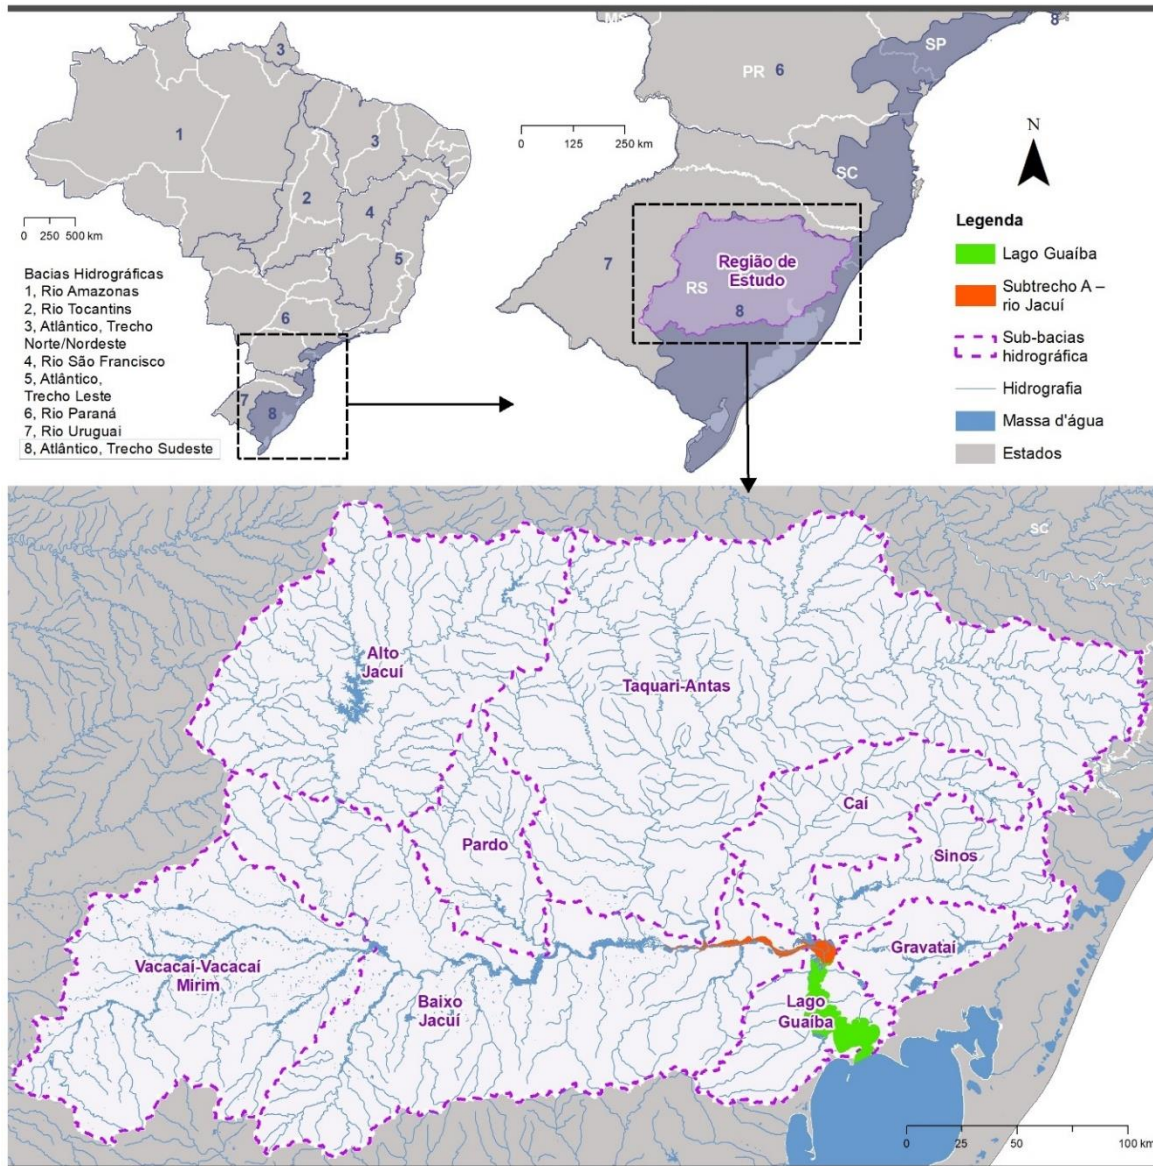 3
1
3
2
4
5
6
7
8
0 250 500 km
Bacias Hidrográficas
1, Rio Amazonas
2, Rio Tocantins
3, Atlântico, Trecho
Norte/Nordeste
4, Rio São Francisco
5, Atlântico,
Trecho Leste
6, Rio Paraná
7, Rio Uruguai
8, Atlântico, Trecho Sudeste
MS
8
SP
PR 6
0 125 250 km
SC
7
Região de
Estudo
RS
8
N
Legenda
Lago Guaíba
Subtrecho A –
rio Jacuí
Sub-bacias
hidrográfica
Hidrografia
Massa d'água
Estados
SC
Alto
Jacuí
Taquari-Antas
Caí
Pardo
Sinos
Gravataí
Vacacaí-Vacacaí
Mirim
Baixo
Jacuí
Lago
Guaíba
0 25 50 100 km